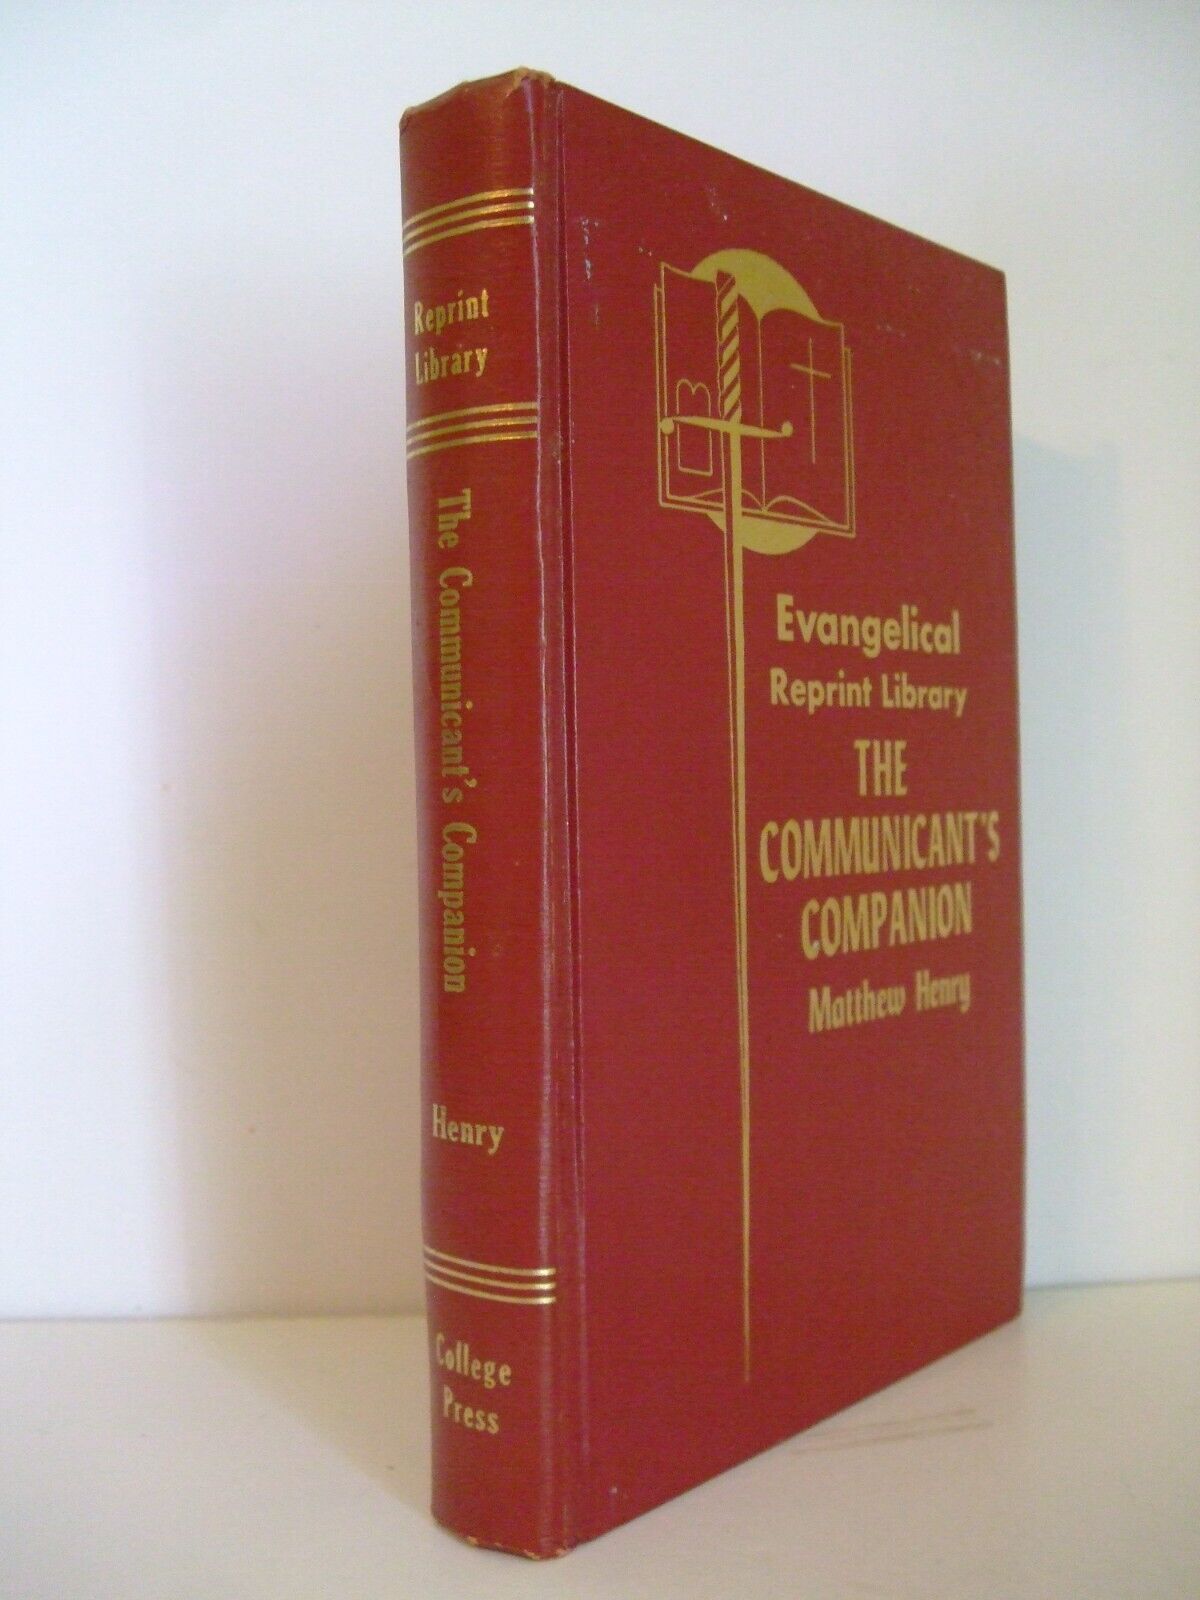 Reprint
Library
The Communicant's Companion
Henry
College
Press
Evangelical
Reprint Library
THE
COMMUNICANT'S
COMPANION
Matthew Henry